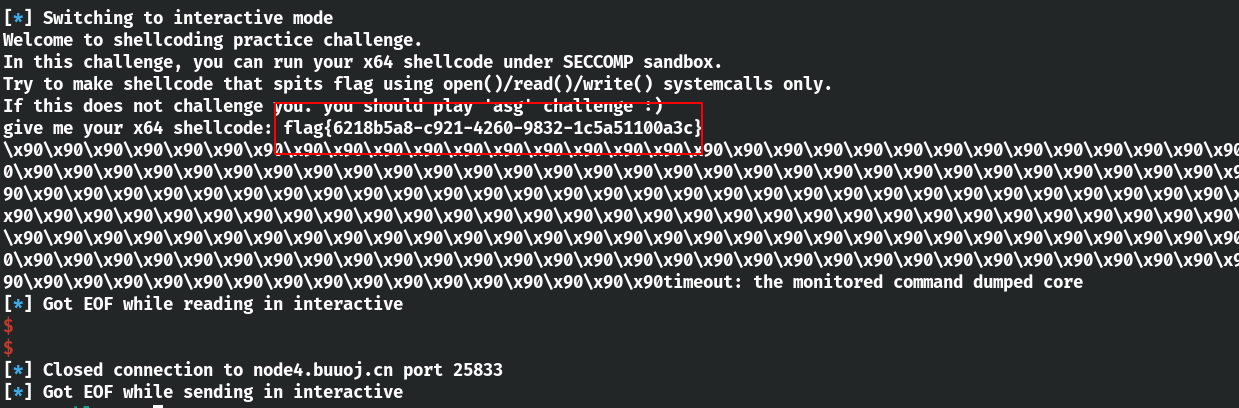 [*] Switching to interactive mode
Welcome to shellcoding practice challenge.
In this challenge, you can run your x64 shellcode under SECCOMP sandbox.
Try to make shellcode that spits flag using open()/read()/write() systemcalls only.
If this does not challenge you. you should play 'asg' challenge :)
give me your x64 shellcode: flag{6218b5a8-c921-4260-9832-1c5a51100a3c}
\x90\x90\x90\x90\x90\x90\x90\x90\x90\x90\x90\x90\x90\x90\x90\x90\x90\x90\x90\x90\x90\x90\x90\x90\x90\x90\x90\x90\x90\x90\x9
0\x90\x90\x90\x90\x90\x90\x90\x90\x90\x90\x90\x90\x90\x90\x90\x90\x90\x90\x90\x90\x90\x90\x90\x90\x90\x90\x90\x90\x90\x90\x
90\x90\x90\x90\x90\x90\x90\x90\x90\x90\x90\x90\x90\x90\x90\x90\x90\x90\x90\x90\x90\x90\x90\x90\x90\x90\x90\x90\x90\x90\x90\
x90\x90\x90\x90\x90\x90\x90\x90\x90\x90\x90\x90\x90\x90\x90\x90\x90\x90\x90\x90\x90\x90\x90\x90\x90\x90\x90\x90\x90\x90\x90
\x90\x90\x90\x90\x90\x90\x90\x90\x90\x90\x90\x90\x90\x90\x90\x90\x90\x90\x90\x90\x90\x90\x90\x90\x90\x90\x90\x90\x90\x90\x9
0\x90\x90\x90\x90\x90\x90\x90\x90\x90\x90\x90\x90\x90\x90\x90\x90\x90\x90\x90\x90\x90\x90\x90\x90\x90\x90\x90\x90\x90\x90\x
90\x90\x90\x90\x90\x90\x90\x90\x90\x90\x90\x90\x90\x90\x90\x90\x90timeout: the monitored command dumped core
[*] Got EOF while reading in interactive
$
$
[*] Closed connection to node4.buuoj.cn port 25833
[*] Got EOF while sending in interactive